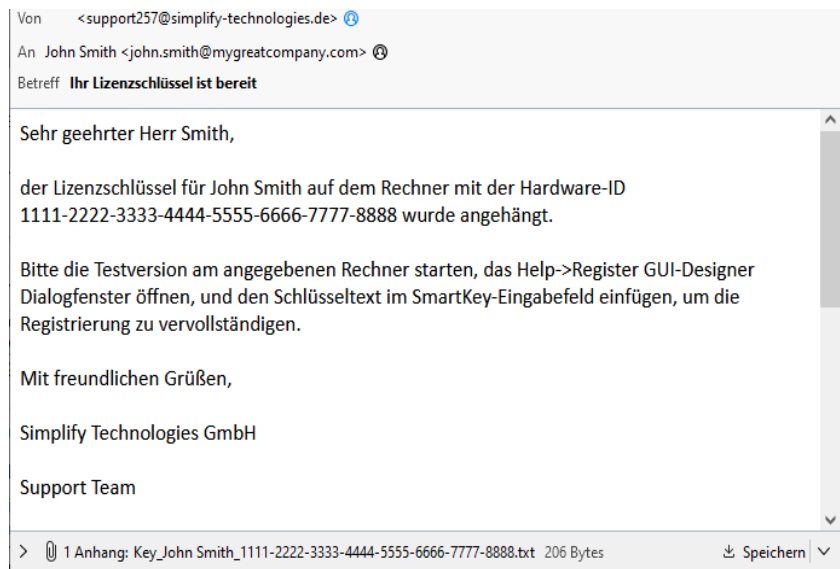 Von <support257@simplify-technologies.de>
An John Smith <john.smith@mygreatcompany.com>
Betreff Ihr Lizenzschlüssel ist bereit
Sehr geehrter Herr Smith,
der Lizenzschlüssel für John Smith auf dem Rechner mit der Hardware-ID
1111-2222-3333-4444-5555-6666-7777-8888 wurde angehängt.
Bitte die Testversion am angegebenen Rechner starten, das Help->Register GUI-Designer
Dialogfenster öffnen, und den Schlüsseltext im SmartKey-Eingabefeld einfügen, um die
Registrierung zu vervollständigen.
Mit freundlichen Grüßen,
Simplify Technologies GmbH
Support Team
1 Anhang: Key_John Smith_1111-2222-3333-4444-5555-6666-7777-8888.txt 206 Bytes Speichern